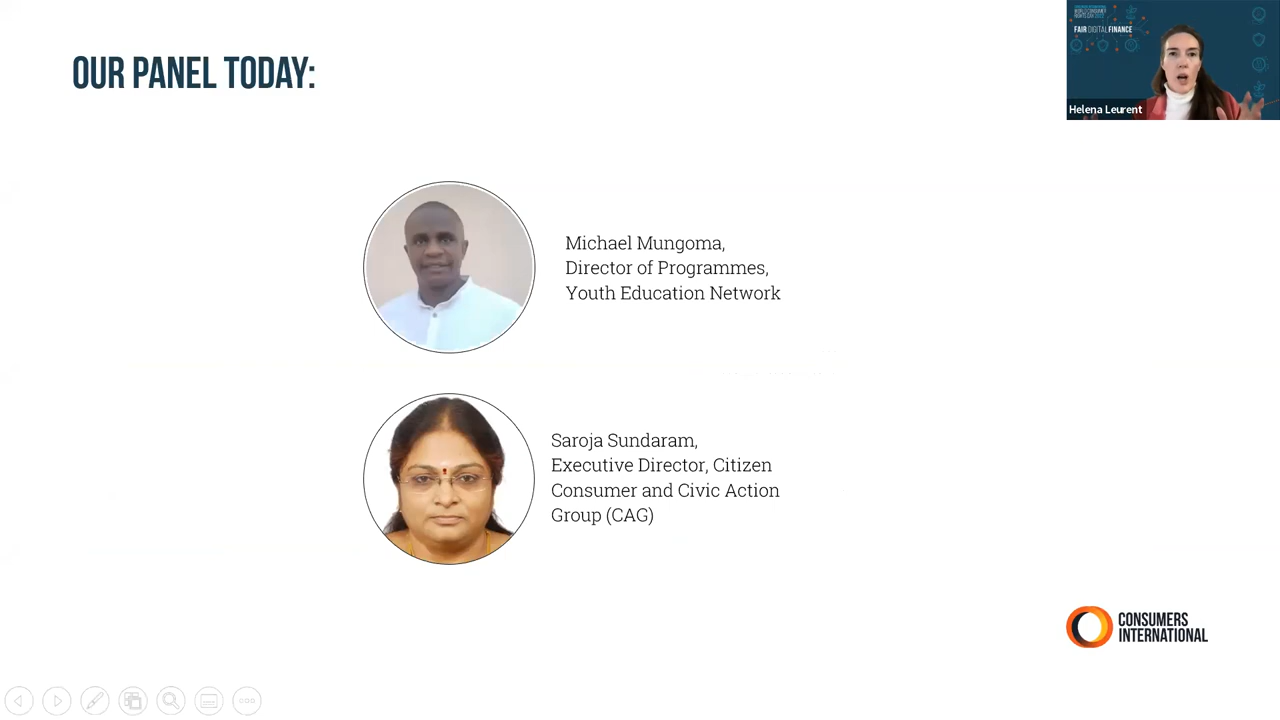 OUR PANEL TODAY:
FAIR DIGITAL FINANCE
Helena Leurent
Michael Mungoma,
Director of Programmes,
Youth Education Network
Saroja Sundaram,
Executive Director, Citizen
Consumer and Civic Action
Group (CAG)
CONSUMERS
INTERNATIONAL